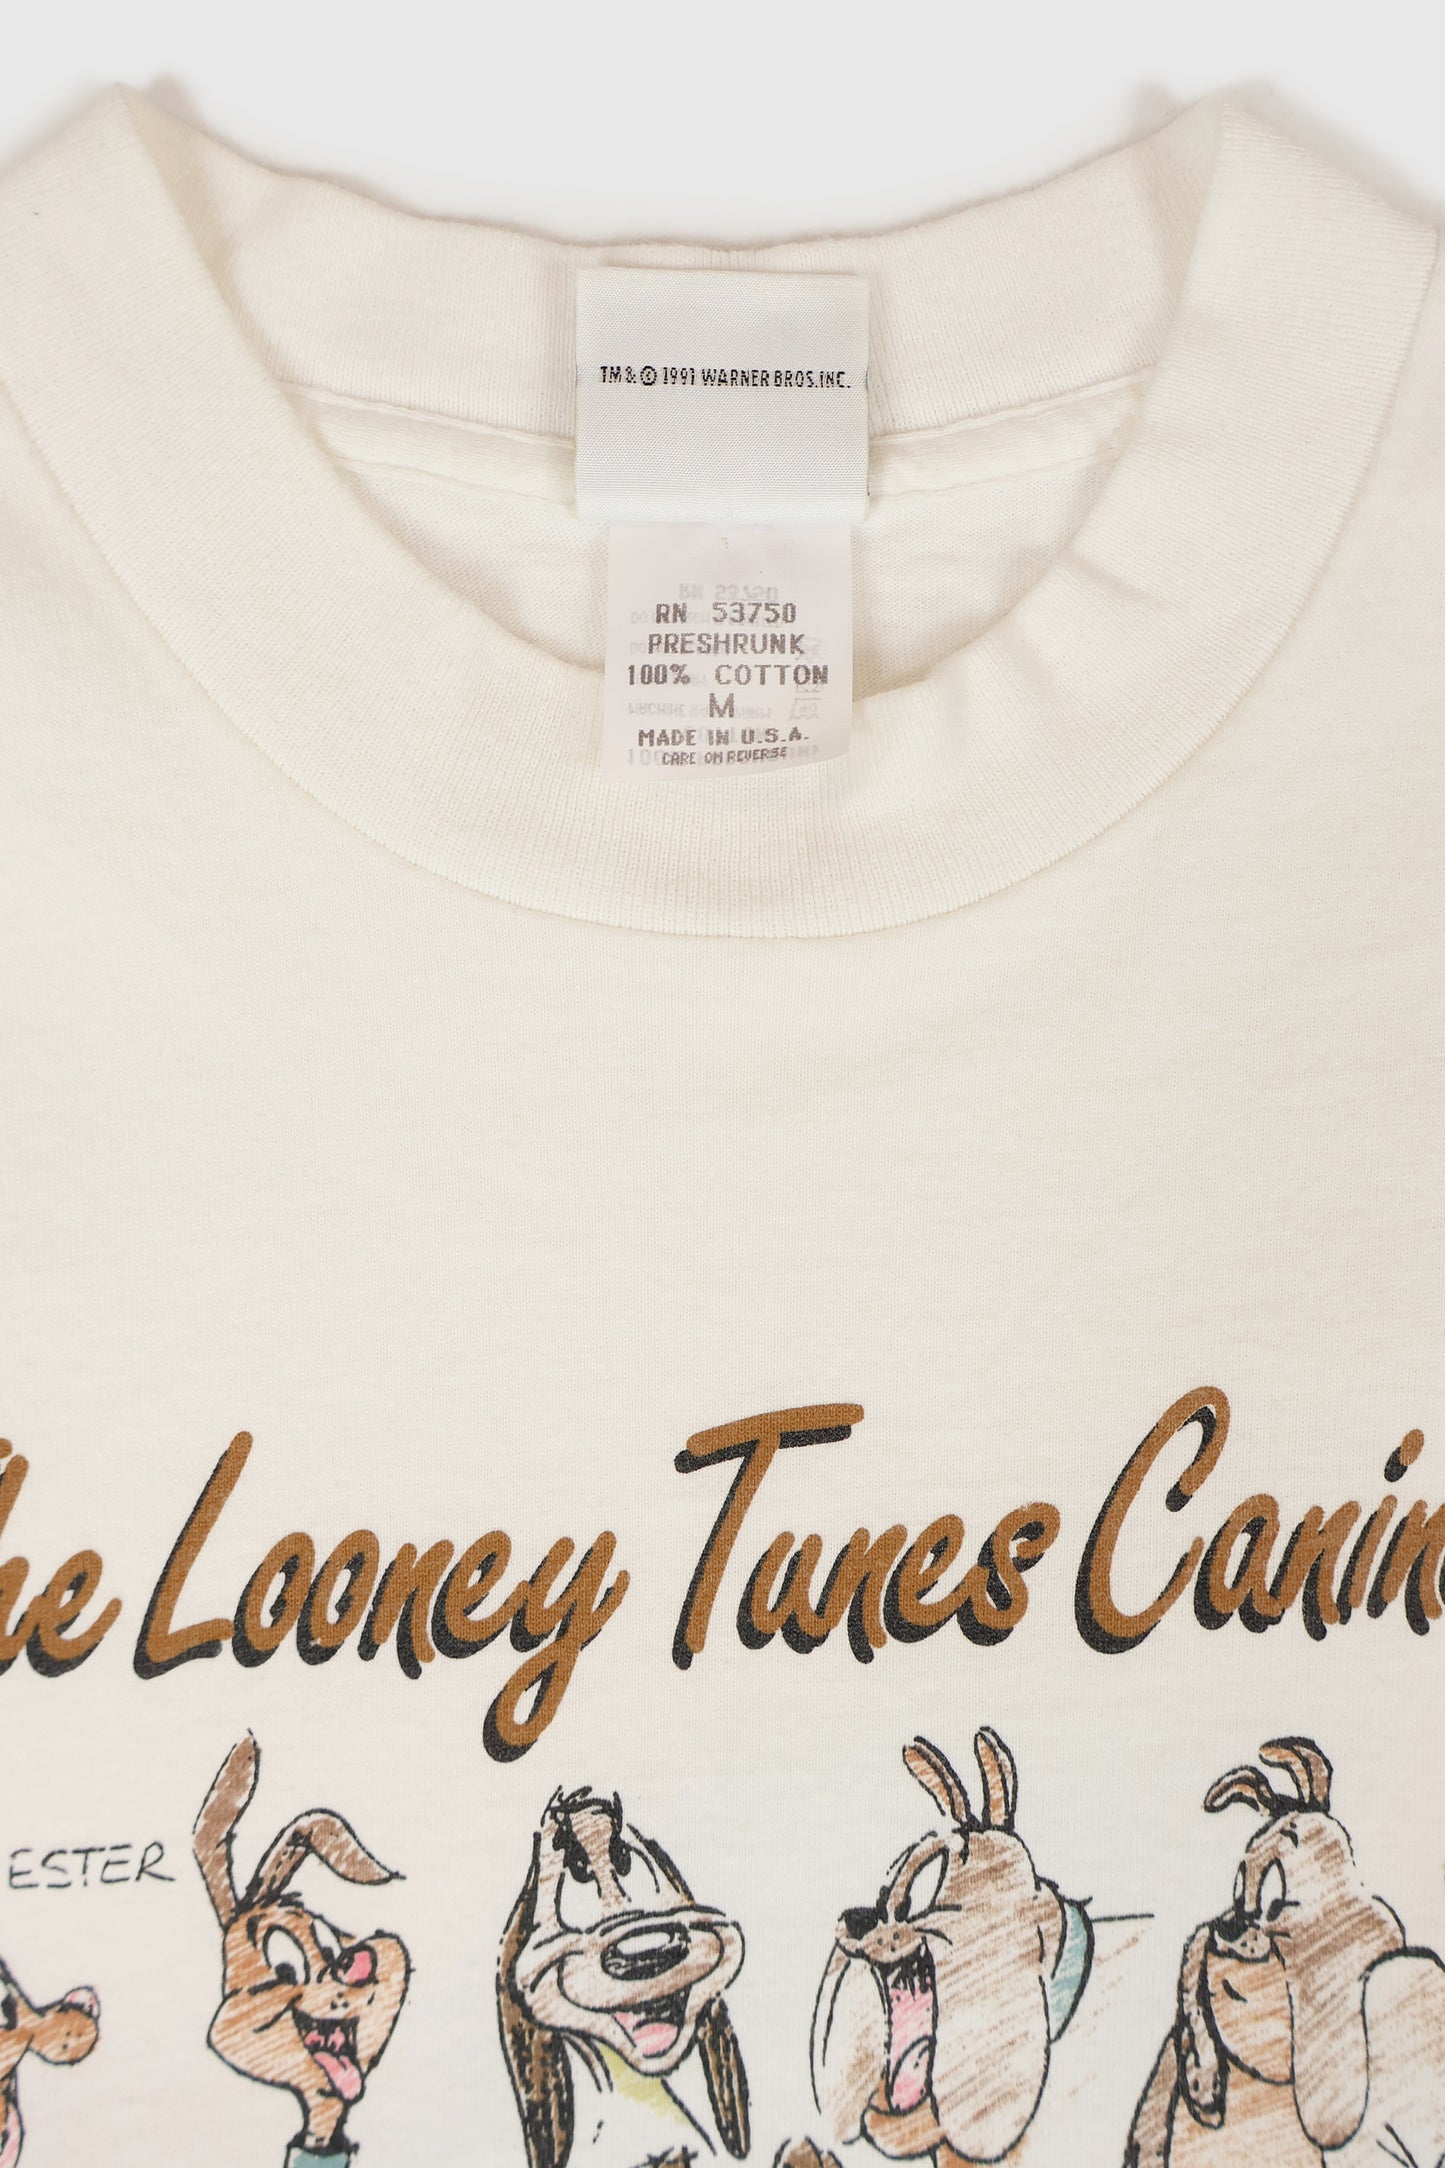 TM & © 1991 WARNER BROS. INC.
RN 53750
PRESHRUNK
100% COTTON
M
MADE IN U.S.A.
CARE ON REVERSE
he Looney Tunes Canin
ESTER